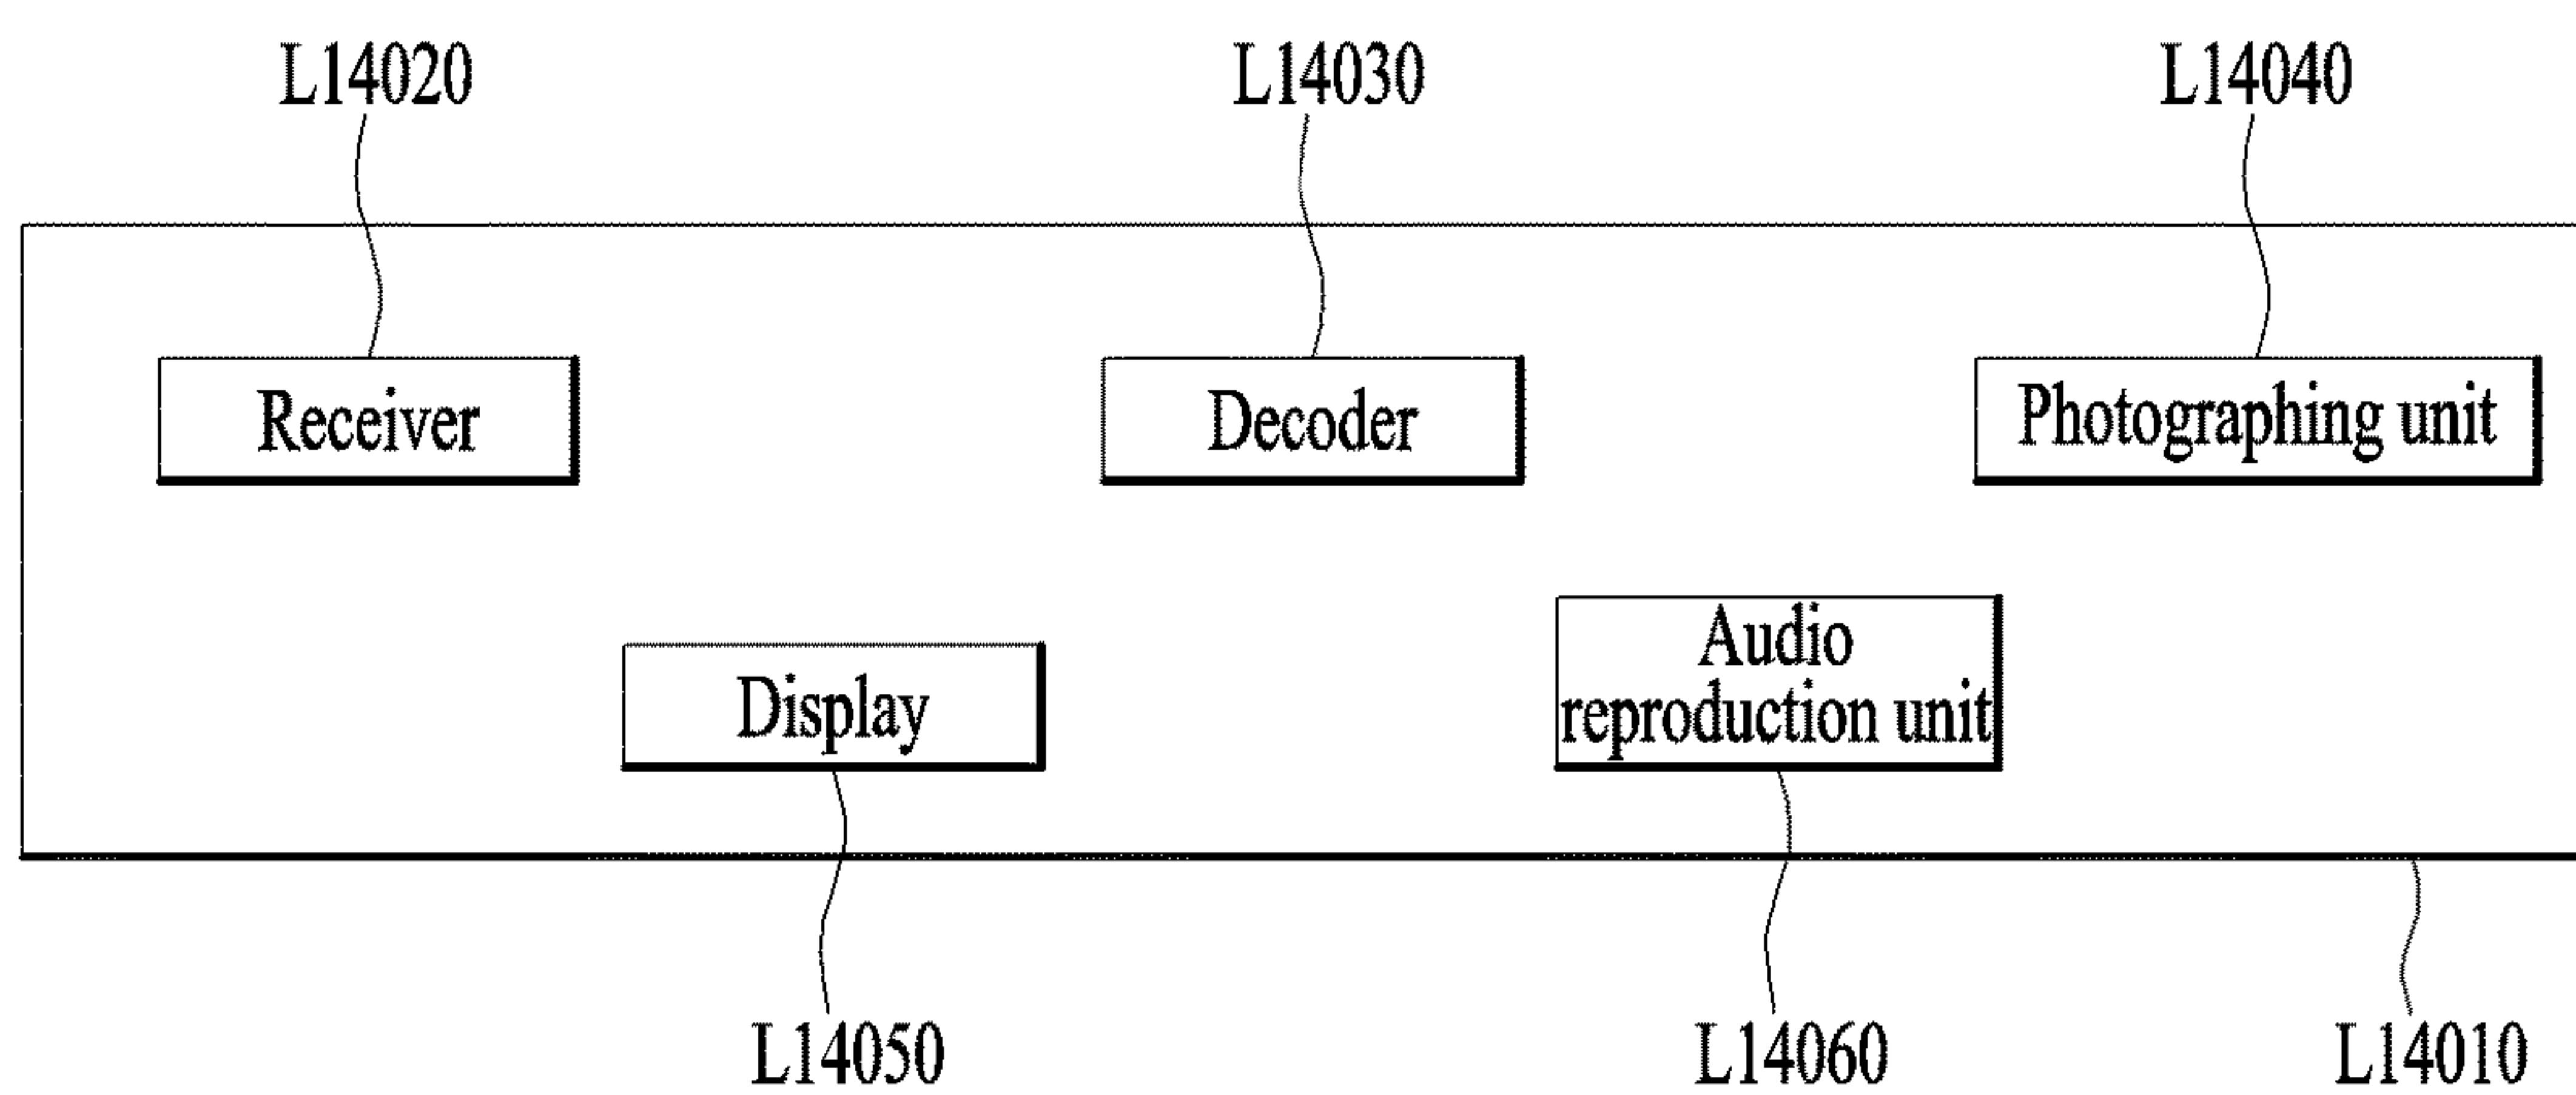 L14020
L14030
L14040
Receiver
Decoder
Photographing unit
Display
Audio
reproduction unit
L14050
L14060
L14010